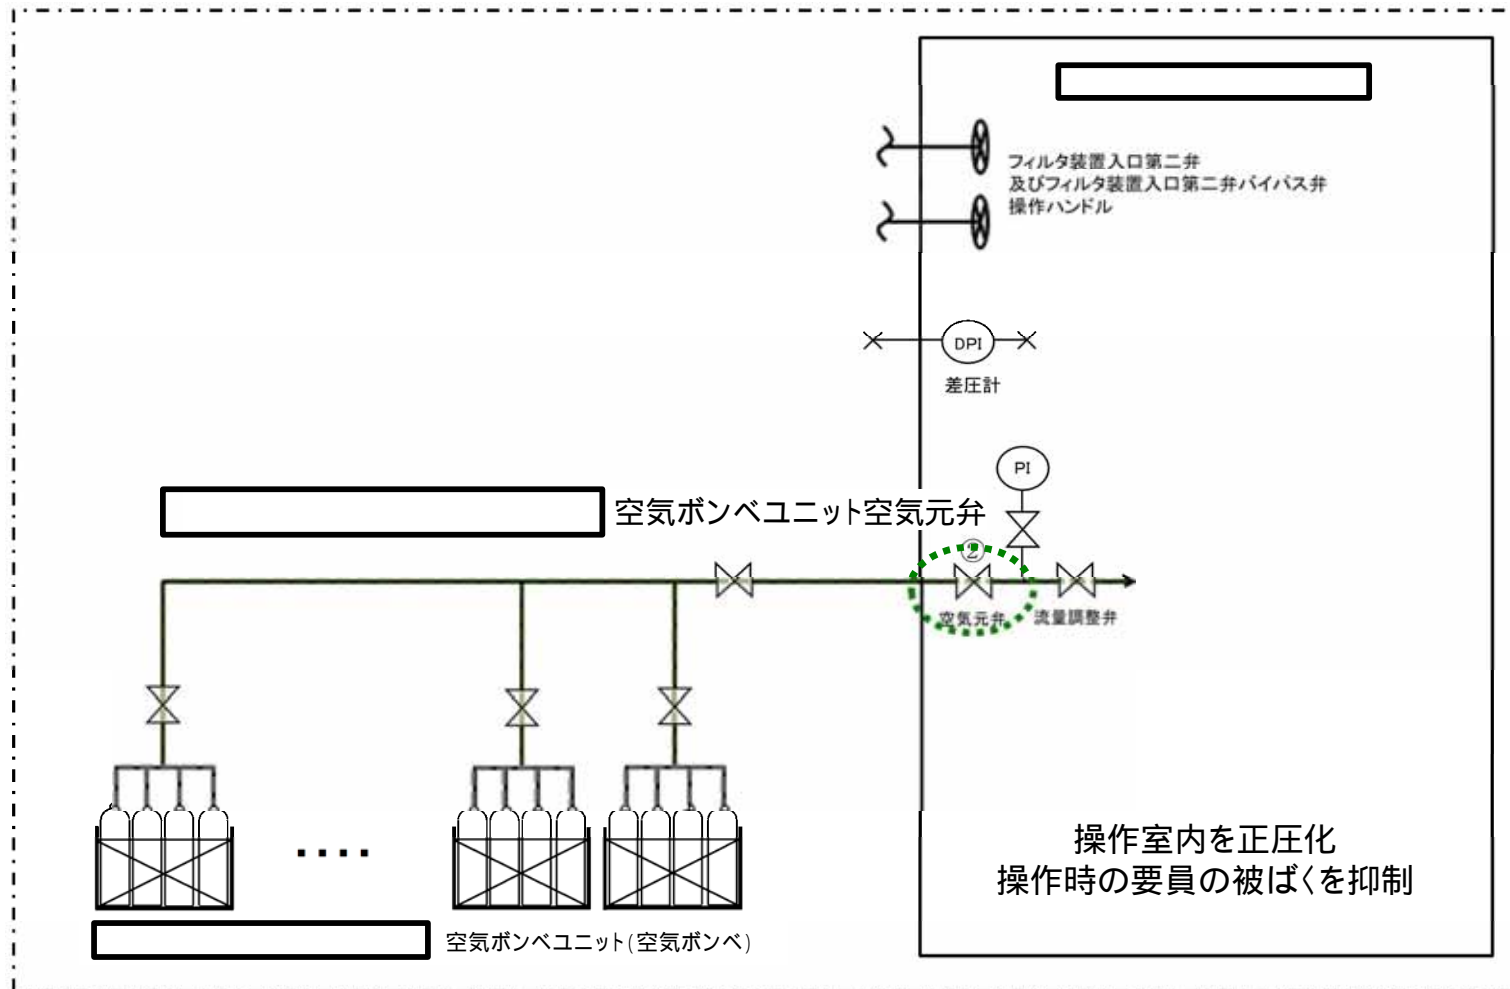 フィルタ装置入口第二弁
及びフィルタ装置入口第二弁バイパス弁
操作ハンドル
DPI
差圧計
PI
空気ボンベユニット空気元弁
②
空気元弁
流量調整弁
操作室内を正圧化
操作時の要員の被ばくを抑制
空気ボンベユニット(空気ボンベ)